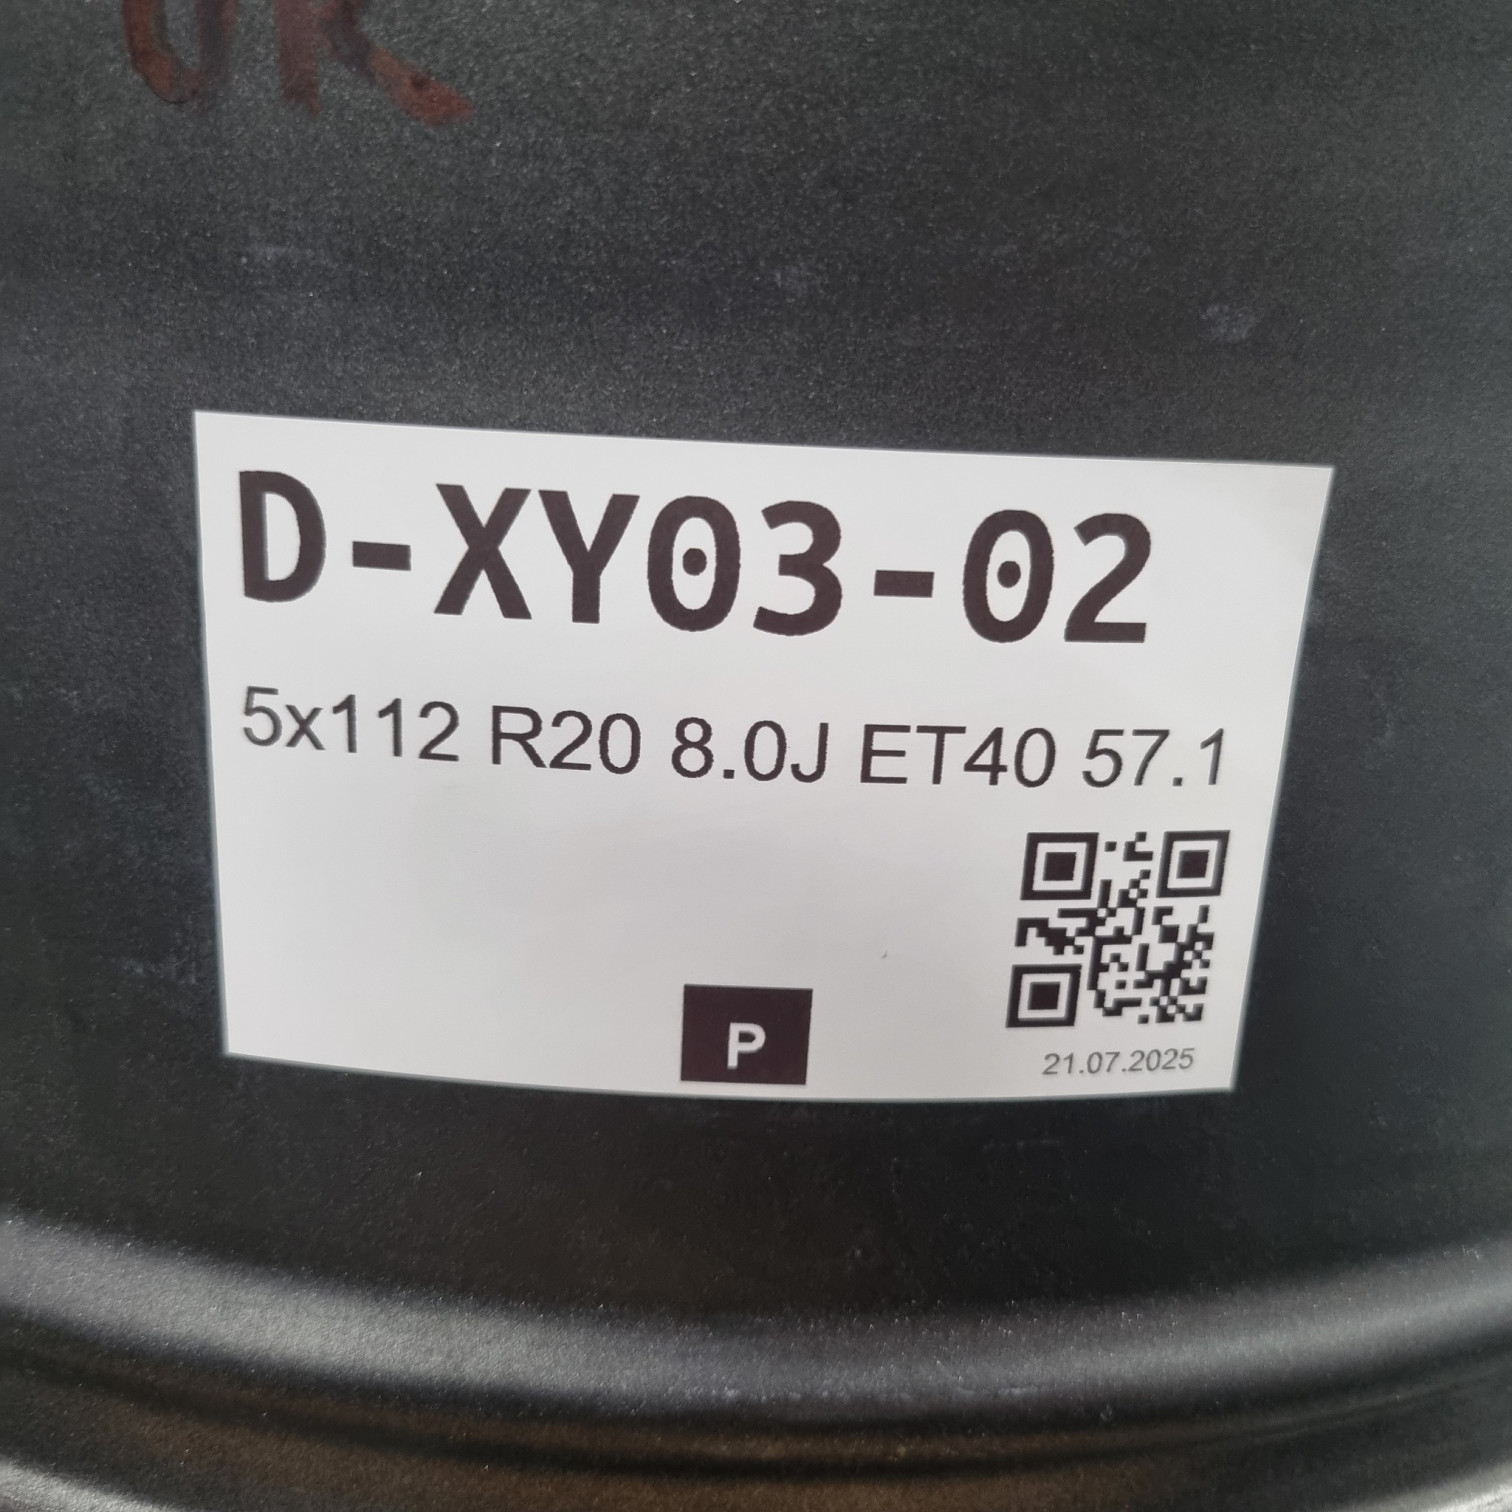 D-XY03-02
5x112 R20 8.0J ET40 57.1
P
21.07.2025